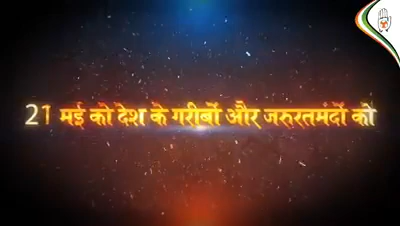 21 मई को देश के गरीबों और जरुरतमंदों को